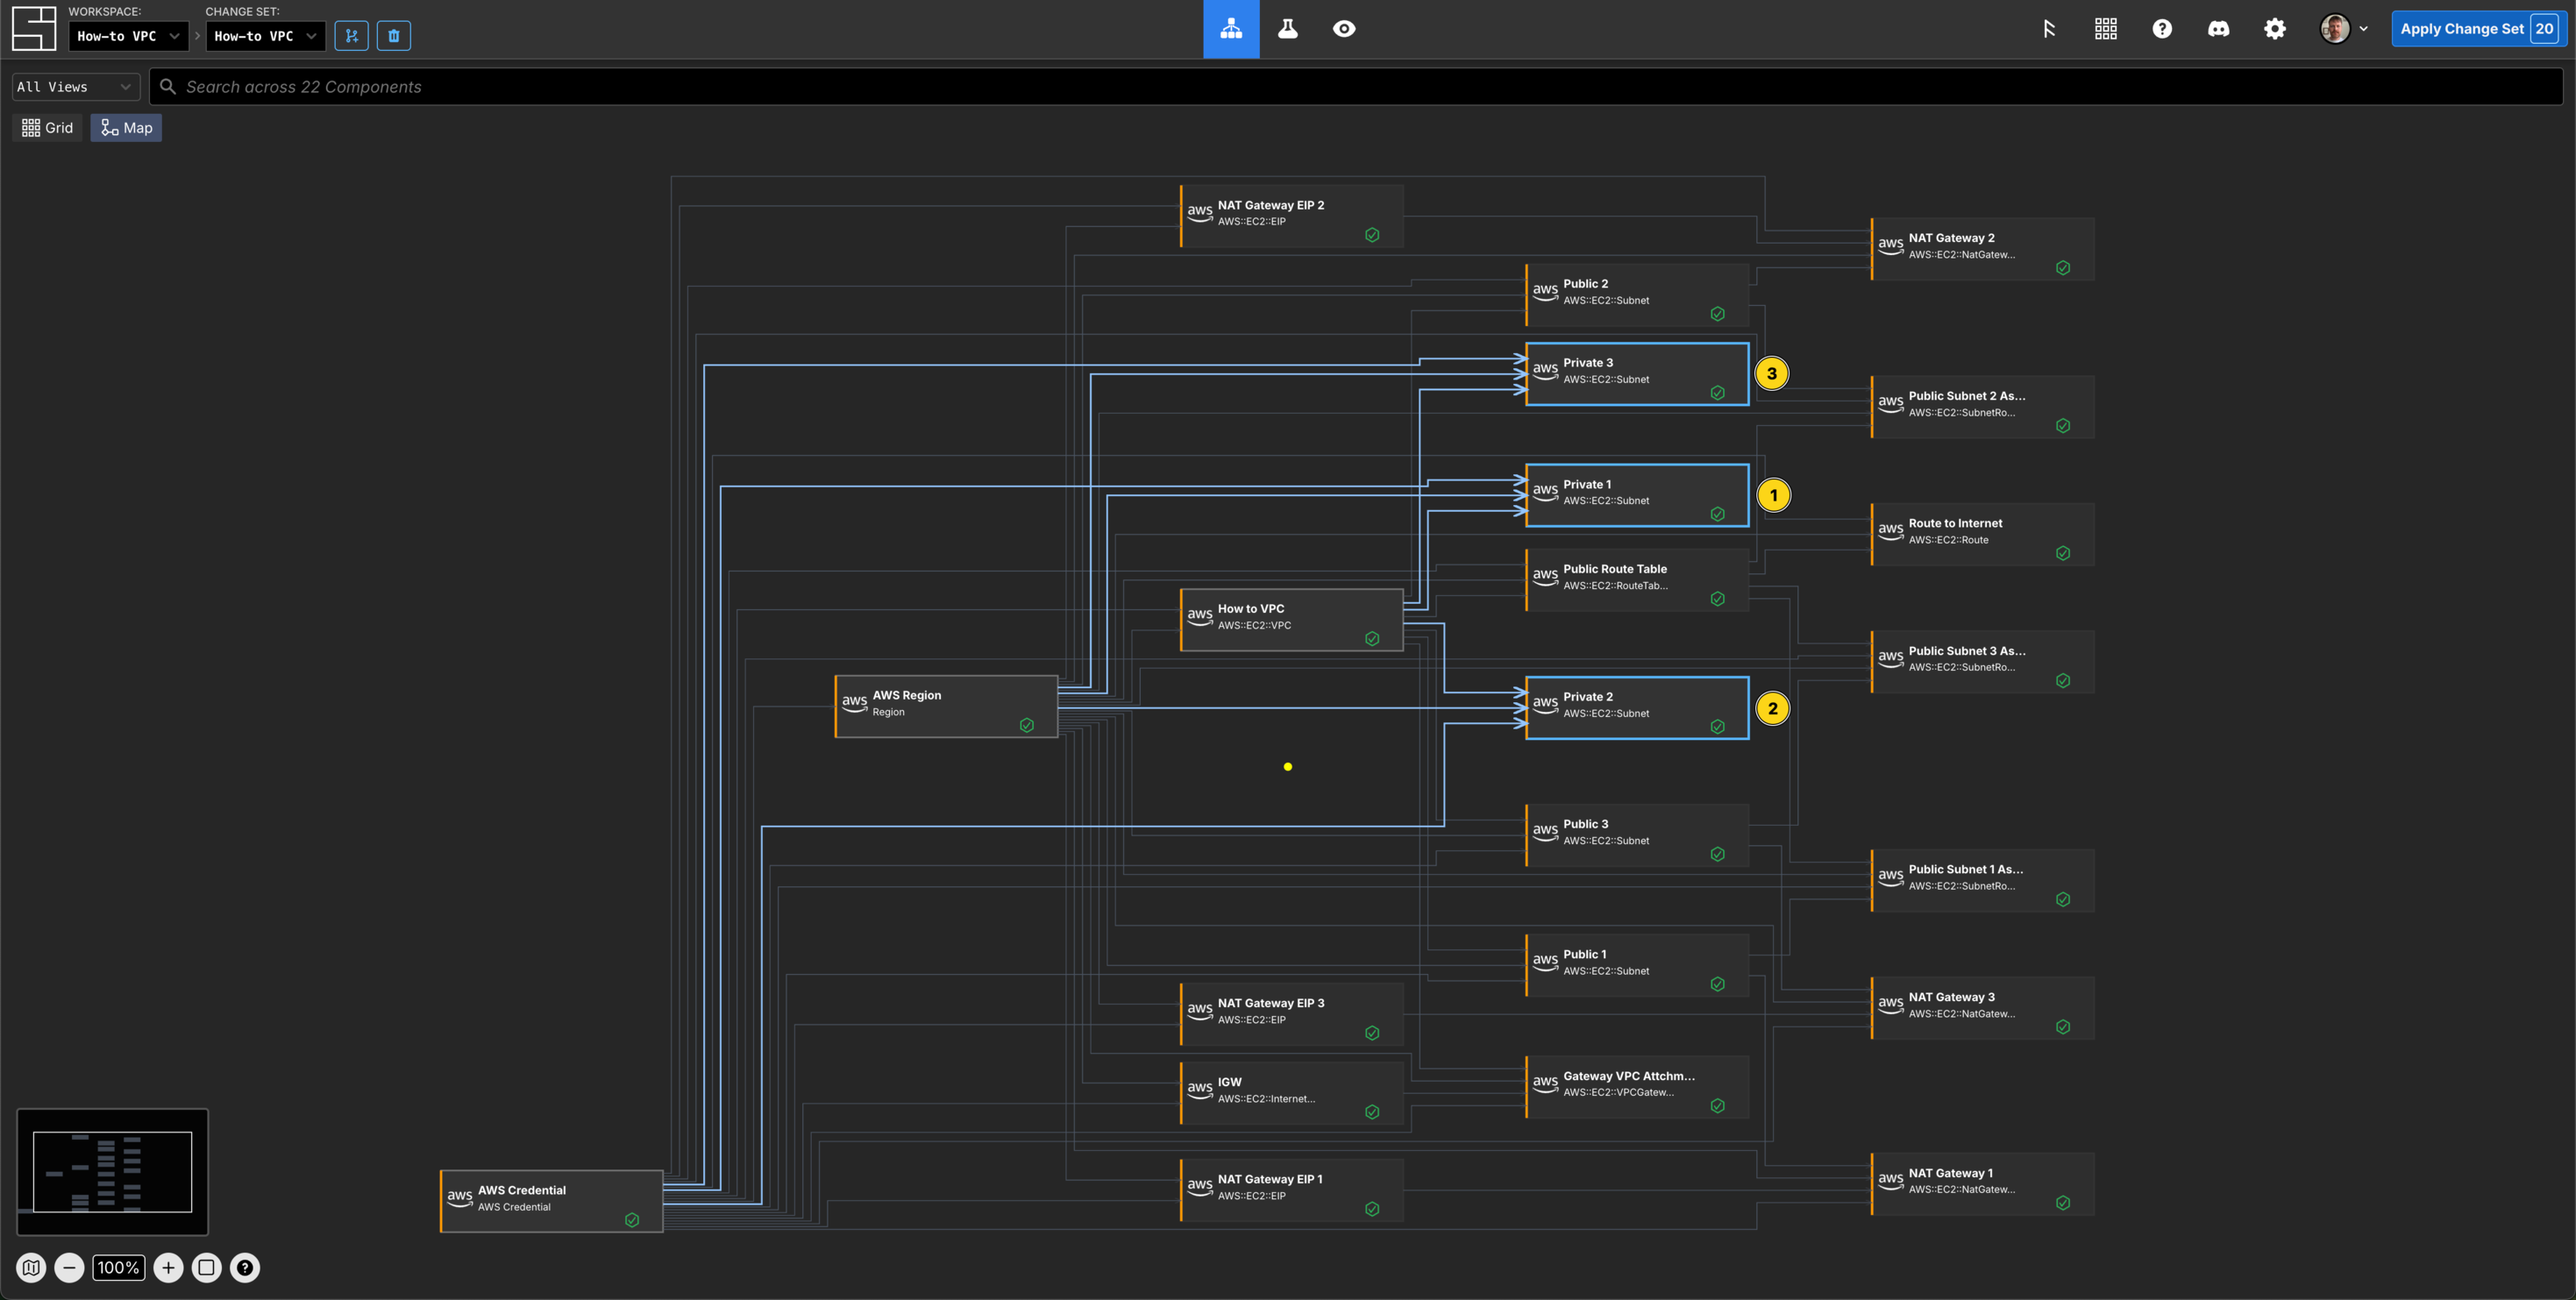 WORKSPACE:
CHANGE SET:
How-to VPC
How-to VPC
Apply Change Set 20
All Views
Search across 22 Components
Grid
Map
aws
NAT Gateway EIP 2
AWS::EC2::EIP
aws
NAT Gateway 2
AWS::EC2::NatGatew...
aws
Public 2
AWS::EC2::Subnet
aws
Private 3
AWS::EC2::Subnet
3
aws
Public Subnet 2 As...
AWS::EC2::SubnetRo...
aws
Private 1
AWS::EC2::Subnet
1
aws
Route to Internet
AWS::EC2::Route
aws
Public Route Table
AWS::EC2::RouteTab...
aws
How to VPC
AWS::EC2::VPC
aws
Public Subnet 3 As...
AWS::EC2::SubnetRo...
aws
AWS Region
Region
aws
Private 2
AWS::EC2::Subnet
2
aws
Public 3
AWS::EC2::Subnet
aws
Public Subnet 1 As...
AWS::EC2::SubnetRo...
aws
Public 1
AWS::EC2::Subnet
aws
NAT Gateway EIP 3
AWS::EC2::EIP
aws
NAT Gateway 3
AWS::EC2::NatGatew...
aws
IGW
AWS::EC2::Internet...
aws
Gateway VPC Attchm...
AWS::EC2::VPCGatew...
aws
NAT Gateway EIP 1
AWS::EC2::EIP
aws
NAT Gateway 1
AWS::EC2::NatGatew...
aws
AWS Credential
AWS Credential
100%